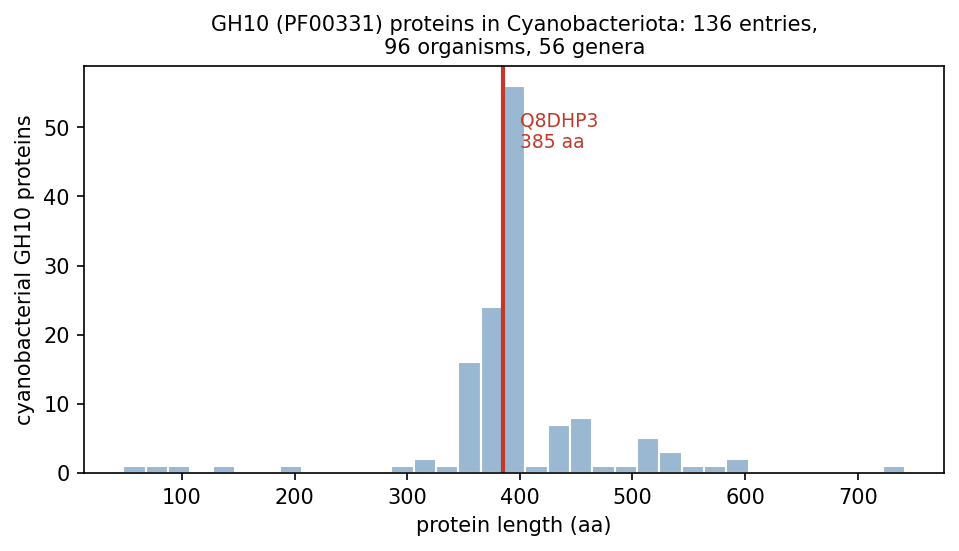 GH10 (PF00331) proteins in Cyanobacteriota: 136 entries,
96 organisms, 56 genera
Q8DHP3
385 aa
cyanobacterial GH10 proteins
50
40
30
20
10
0
100
200
300
400
500
600
700
protein length (aa)